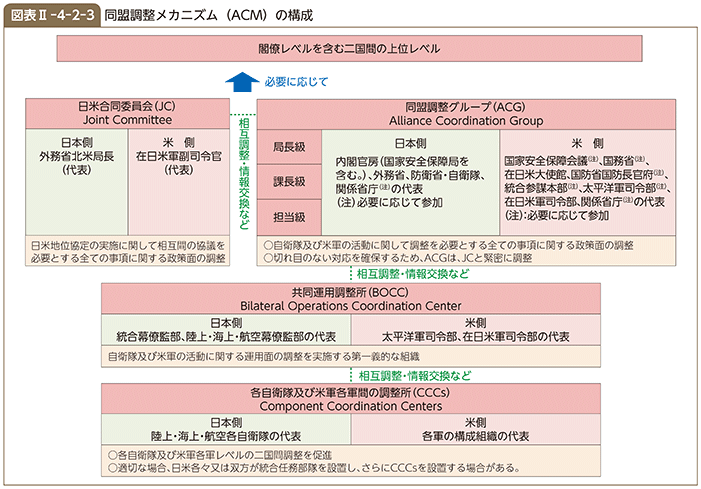 図表Ⅱ-4-2-3 同盟調整メカニズム（ACM）の構成
閣僚レベルを含む二国間の上位レベル
必要に応じて
日米合同委員会（JC）
Joint Committee
日本側
外務省北米局長
（代表）
米 側
在日米軍副司令官
（代表）
日米地位協定の実施に関して相互間の協議を
必要とする全ての事項に関する政策面の調整
相互調整・情報交換など
同盟調整グループ（ACG）
Alliance Coordination Group
局長級
課長級
担当級
日本側
内閣官房（国家安全保障局を
含む。）、外務省、防衛省・自衛隊、
関係省庁（注）の代表
（注）必要に応じて参加
米 側
国家安全保障会議（注）、国務省（注）、
在日米大使館、国防省国防長官府（注）、
統合参謀本部（注）、太平洋軍司令部（注）、
在日米軍司令部、関係省庁（注）の代表
（注）：必要に応じて参加
○自衛隊及び米軍の活動に関して調整を必要とする全ての事項に関する政策面の調整
○切れ目のない対応を確保するため、ACGは、JCと緊密に調整
相互調整・情報交換など
共同運用調整所（BOCC）
Bilateral Operations Coordination Center
日本側
統合幕僚監部、陸上・海上・航空幕僚監部の代表
米側
太平洋軍司令部、在日米軍司令部の代表
自衛隊及び米軍の活動に関する運用面の調整を実施する第一義的な組織
相互調整・情報交換など
各自衛隊及び米軍各軍間の調整所（CCCs）
Component Coordination Centers
日本側
陸上・海上・航空各自衛隊の代表
米側
各軍の構成組織の代表
○各自衛隊及び米軍各軍レベルの二国間調整を促進
○適切な場合、日米各々又は双方が統合任務部隊を設置し、さらにCCCsを設置する場合がある。